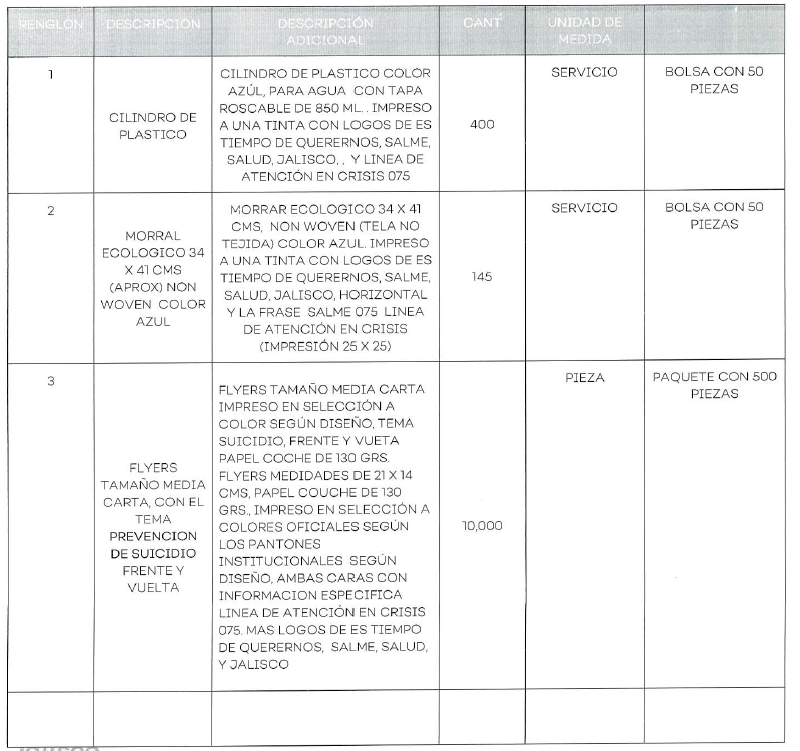 RENGLÓN DESCRIPCIÓN DESCRIPCIÓN ADICIONAL CANT UNIDAD DE MEDIDA
1
CILINDRO DE
PLASTICO
CILINDRO DE PLASTICO COLOR
AZÚL, PARA AGUA CON TAPA
ROSCABLE DE 850 ML. . IMPRESO
A UNA TINTA CON LOGOS DE ES
TIEMPO DE QUERERNOS, SALME,
SALUD, JALISCO, , Y LINEA DE
ATENCIÓN EN CRISIS 075
400
SERVICIO
BOLSA CON 50
PIEZAS
2
MORRAL
ECOLOGICO 34
X 41 CMS
(APROX) NON
WOVEN COLOR
AZUL
MORRAR ECOLOGICO 34 X 41
CMS, NON WOVEN (TELA NO
TEJIDA) COLOR AZUL. IMPRESO
A UNA TINTA CON LOGOS DE ES
TIEMPO DE QUERERNOS, SALME,
SALUD, JALISCO, HORIZONTAL
Y LA FRASE SALME 075 LINEA
DE ATENCIÓN EN CRISIS
(IMPRESIÓN 25 X 25)
145
SERVICIO
BOLSA CON 50
PIEZAS
3
FLYERS
TAMAÑO MEDIA
CARTA, CON EL
TEMA
PREVENCION
DE SUICIDIO
FRENTE Y
VUELTA
FLYERS TAMAÑO MEDIA CARTA
IMPRESO EN SELECCIÓN A
COLOR SEGÚN DISEÑO, TEMA
SUICIDIO, FRENTE Y VUETA
PAPEL COCHE DE 130 GRS.
FLYERS MEDIDADES DE 21 X 14
CMS, PAPEL COUCHE DE 130
GRS., IMPRESO EN SELECCIÓN A
COLORES OFICIALES SEGÚN
LOS PANTONES
INSTITUCIONALES SEGÚN
DISEÑO, AMBAS CARAS CON
INFORMACION ESPECIFICA
LINEA DE ATENCIÓN EN CRISIS
075. MAS LOGOS DE ES TIEMPO
DE QUERERNOS, SALME, SALUD,
Y JALISCO
10,000
PIEZA
PAQUETE CON 500
PIEZAS